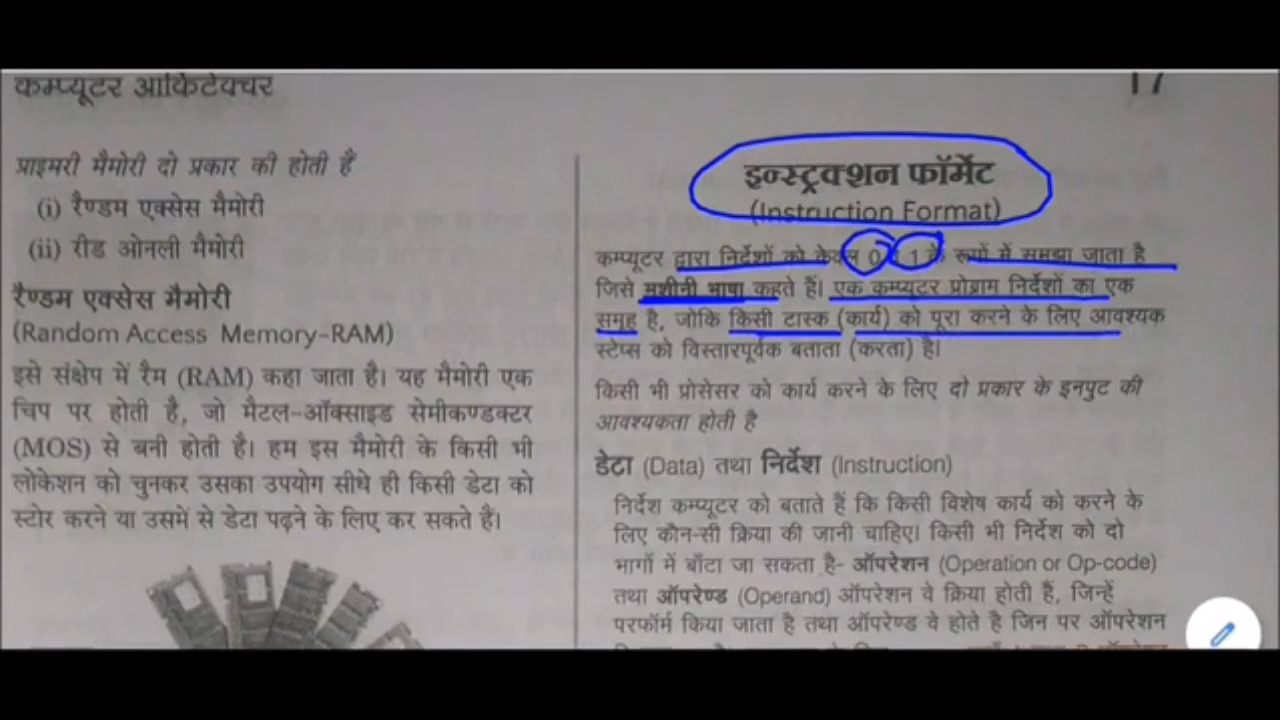 कम्प्यूटर आर्किटेक्चर
17
प्राइमरी मैमोरी दो प्रकार की होती हैं
(i) रैण्डम एक्सेस मैमोरी
(ii) रीड ओनली मैमोरी
रैण्डम एक्सेस मैमोरी
(Random Access Memory-RAM)
इसे संक्षेप में रैम (RAM) कहा जाता है। यह मैमोरी एक
चिप पर होती है, जो मैटल-ऑक्साइड सेमीकण्डक्टर
(MOS) से बनी होती है। हम इस मैमोरी के किसी भी
लोकेशन को चुनकर उसका उपयोग सीधे ही किसी डेटा को
स्टोर करने या उसमें से डेटा पढ़ने के लिए कर सकते हैं।
इन्स्ट्रक्शन फॉर्मेट
(Instruction Format)
कम्प्यूटर द्वारा निर्देशों को केवल 0 1 के रूपों में समझा जाता है
जिसे मशीनी भाषा कहते हैं। एक कम्प्यूटर प्रोग्राम निर्देशों का एक
समूह है, जोकि किसी टास्क (कार्य) को पूरा करने के लिए आवश्यक
स्टेप्स को विस्तारपूर्वक बताता (करता) है।
किसी भी प्रोसेसर को कार्य करने के लिए दो प्रकार के इनपुट की
आवश्यकता होती है
डेटा (Data) तथा निर्देश (Instruction)
निर्देश कम्प्यूटर को बताते हैं कि किसी विशेष कार्य को करने के
लिए कौन-सी क्रिया की जानी चाहिए। किसी भी निर्देश को दो
भागों में बाँटा जा सकता है- ऑपरेशन (Operation or Op-code)
तथा ऑपरेण्ड (Operand) ऑपरेशन वे क्रिया होती हैं, जिन्हें
परफॉर्म किया जाता है तथा ऑपरेण्ड वे होते है जिन पर ऑपरेशन